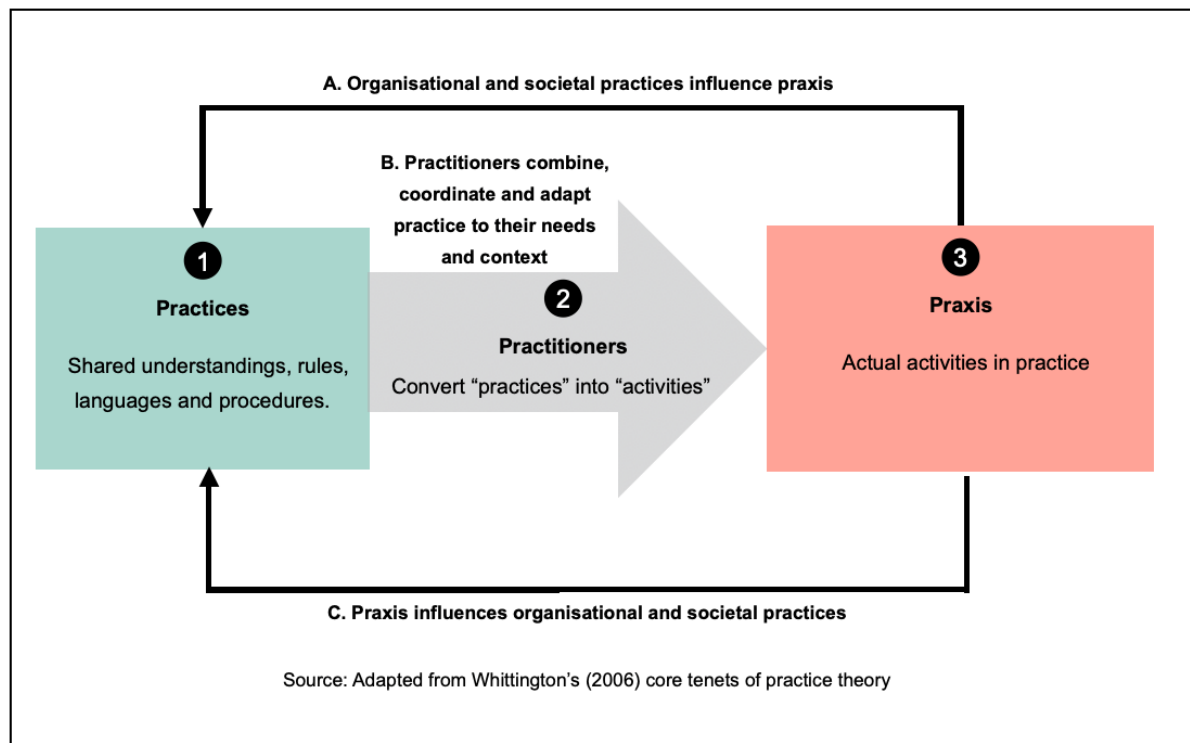 A. Organisational and societal practices influence praxis
B. Practitioners combine,
coordinate and adapt
practice to their needs
and context
1
Practices
Shared understandings, rules,
languages and procedures.
2
Practitioners
Convert “practices” into “activities”
3
Praxis
Actual activities in practice
C. Praxis influences organisational and societal practices
Source: Adapted from Whittington’s (2006) core tenets of practice theory